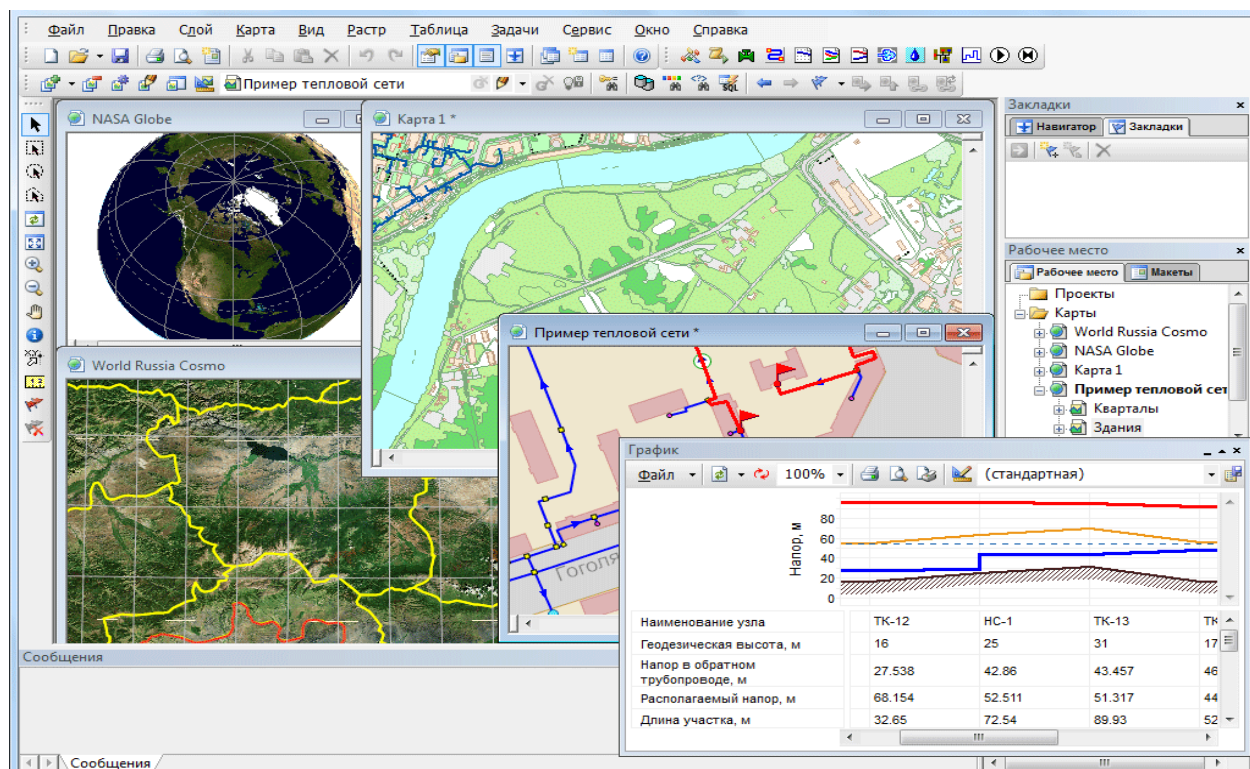 Файл Правка Слой Карта Вид Растр Таблица Задачи Сервис Окно Справка
Пример тепловой сети
SQL
NASA Globe
Карта 1 *
Закладки
Навигатор Закладки
Рабочее место
Рабочее место Макеты
Проекты
Карты
World Russia Cosmo
NASA Globe
Карта 1
Пример тепловой сет
Кварталы
Здания
World Russia Cosmo
Пример тепловой сети *
Гоголя
График
Файл 100% (стандартная)
Напор, м
80
60
40
20
0
Наименование узла ТК-12 НС-1 ТК-13 ТК
Геодезическая высота, м 16 25 31 17
Напор в обратном
трубопроводе, м 27.538 42.86 43.457 46
Располагаемый напор, м 68.154 52.511 51.317 44
Длина участка, м 32.65 72.54 89.93 52
Сообщения
Сообщения